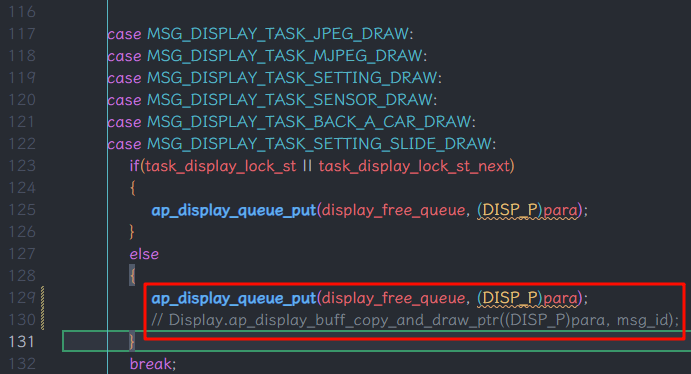 116
117 case MSG_DISPLAY_TASK_JPEG_DRAW:
118 case MSG_DISPLAY_TASK_MJPEG_DRAW:
119 case MSG_DISPLAY_TASK_SETTING_DRAW:
120 case MSG_DISPLAY_TASK_SENSOR_DRAW:
121 case MSG_DISPLAY_TASK_BACK_A_CAR_DRAW:
122 case MSG_DISPLAY_TASK_SETTING_SLIDE_DRAW:
123 if(task_display_lock_st || task_display_lock_st_next)
124 {
125 ap_display_queue_put(display_free_queue, (DISP_P)para);
126 }
127 else
128 {
129 ap_display_queue_put(display_free_queue, (DISP_P)para);
130 // Display.ap_display_buff_copy_and_draw_ptr((DISP_P)para, msg_id);
131 }
132 break;